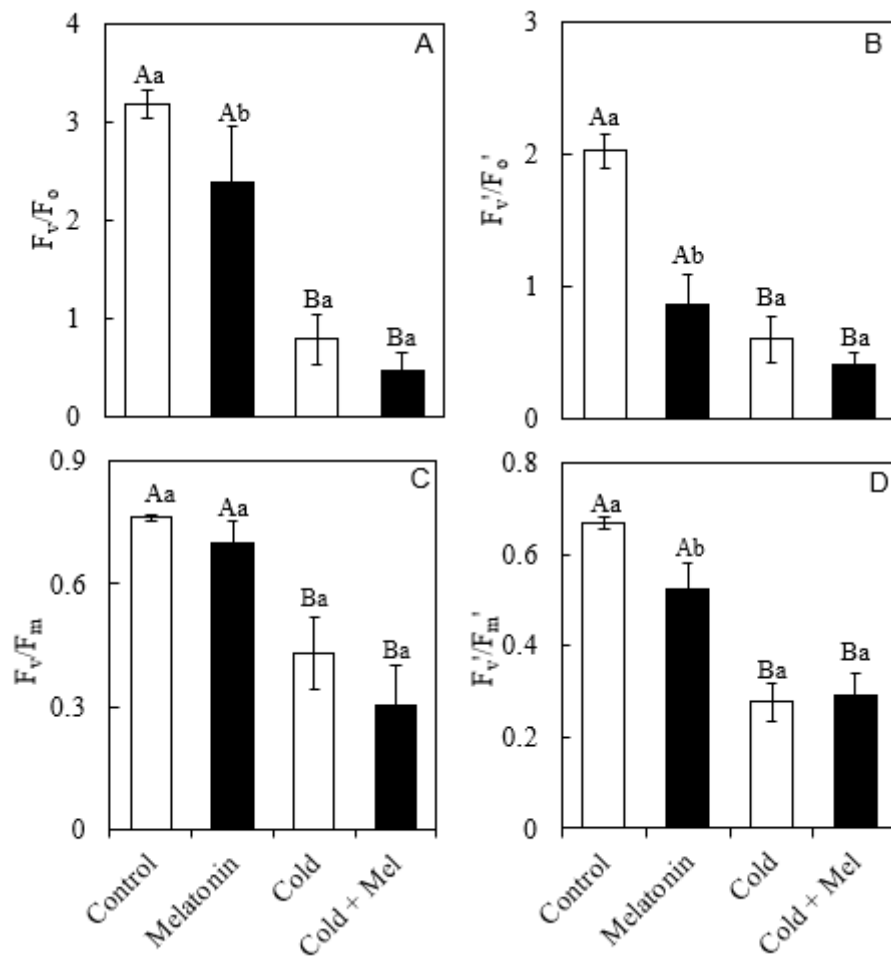 A
4
3
2
1
0
Fv/Fo
Aa
Ab
Ba
Ba
B
3
2
1
0
Fv'/Fo'
Aa
Ab
Ba
Ba
C
0.9
0.6
0.3
0
Fv/Fm
Aa
Aa
Ba
Ba
Control
Melatonin
Cold
Cold + Mel
D
0.8
0.6
0.4
0.2
0
Fv'/Fm'
Aa
Ab
Ba
Ba
Control
Melatonin
Cold
Cold + Mel